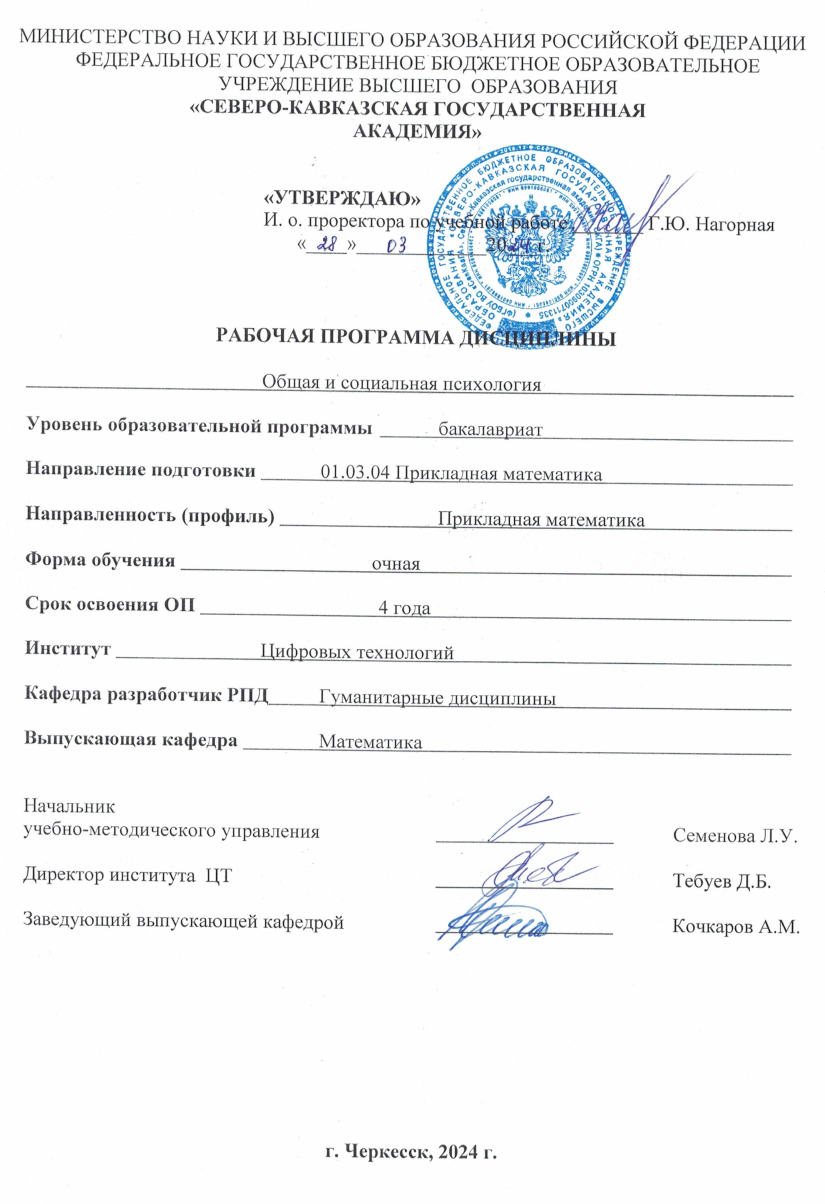 МИНИСТЕРСТВО НАУКИ И ВЫСШЕГО ОБРАЗОВАНИЯ РОССИЙСКОЙ ФЕДЕРАЦИИ
ФЕДЕРАЛЬНОЕ ГОСУДАРСТВЕННОЕ БЮДЖЕТНОЕ ОБРАЗОВАТЕЛЬНОЕ
УЧРЕЖДЕНИЕ ВЫСШЕГО ОБРАЗОВАНИЯ
«СЕВЕРО-КАВКАЗСКАЯ ГОСУДАРСТВЕННАЯ
АКАДЕМИЯ»
«УТВЕРЖДАЮ»
И. о. проректора по учебной работе Г.Ю. Нагорная
« 28 » 03 2024 г.
РАБОЧАЯ ПРОГРАММА ДИСЦИПЛИНЫ
Общая и социальная психология
Уровень образовательной программы бакалавриат
Направление подготовки 01.03.04 Прикладная математика
Направленность (профиль) Прикладная математика
Форма обучения очная
Срок освоения ОП 4 года
Институт Цифровых технологий
Кафедра разработчик РПД Гуманитарные дисциплины
Выпускающая кафедра Математика
Начальник
учебно-методического управления Семенова Л.У.
Директор института ЦТ Тебуев Д.Б.
Заведующий выпускающей кафедрой Кочкаров А.М.
г. Черкесск, 2024 г.